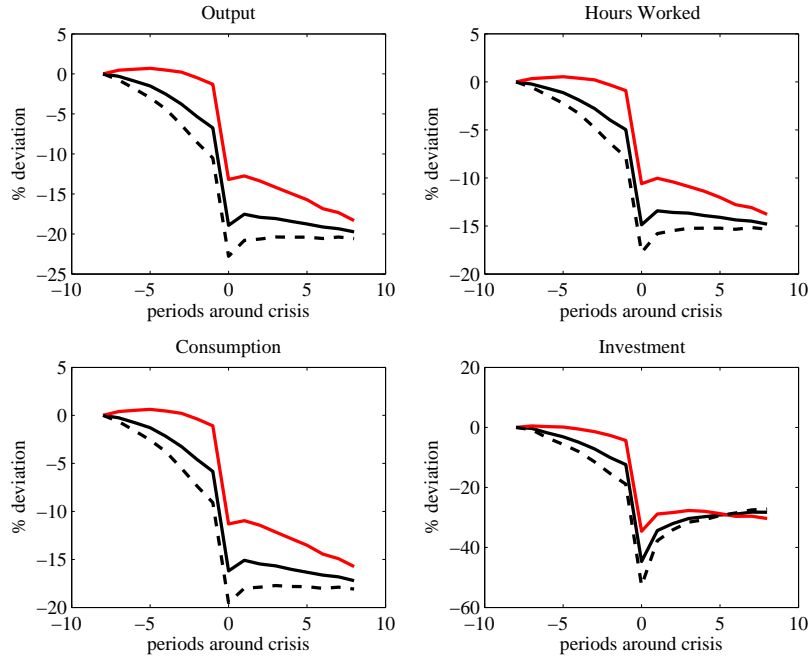 Output
5
0
−5
−10
−15
−20
−25
% deviation
−10 −5 0 5 10
periods around crisis
Hours Worked
5
0
−5
−10
−15
−20
% deviation
−10 −5 0 5 10
periods around crisis
Consumption
5
0
−5
−10
−15
−20
% deviation
−10 −5 0 5 10
periods around crisis
Investment
20
0
−20
−40
−60
% deviation
−10 −5 0 5 10
periods around crisis